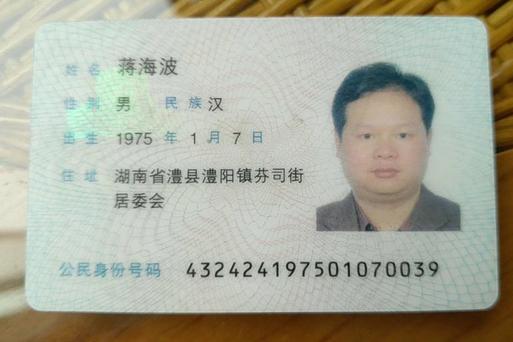 姓名 蒋海波
性别 男 民族 汉
出生 1975 年 1 月 7 日
住址 湖南省澧县澧阳镇芬司街
居委会
公民身份号码 432424197501070039